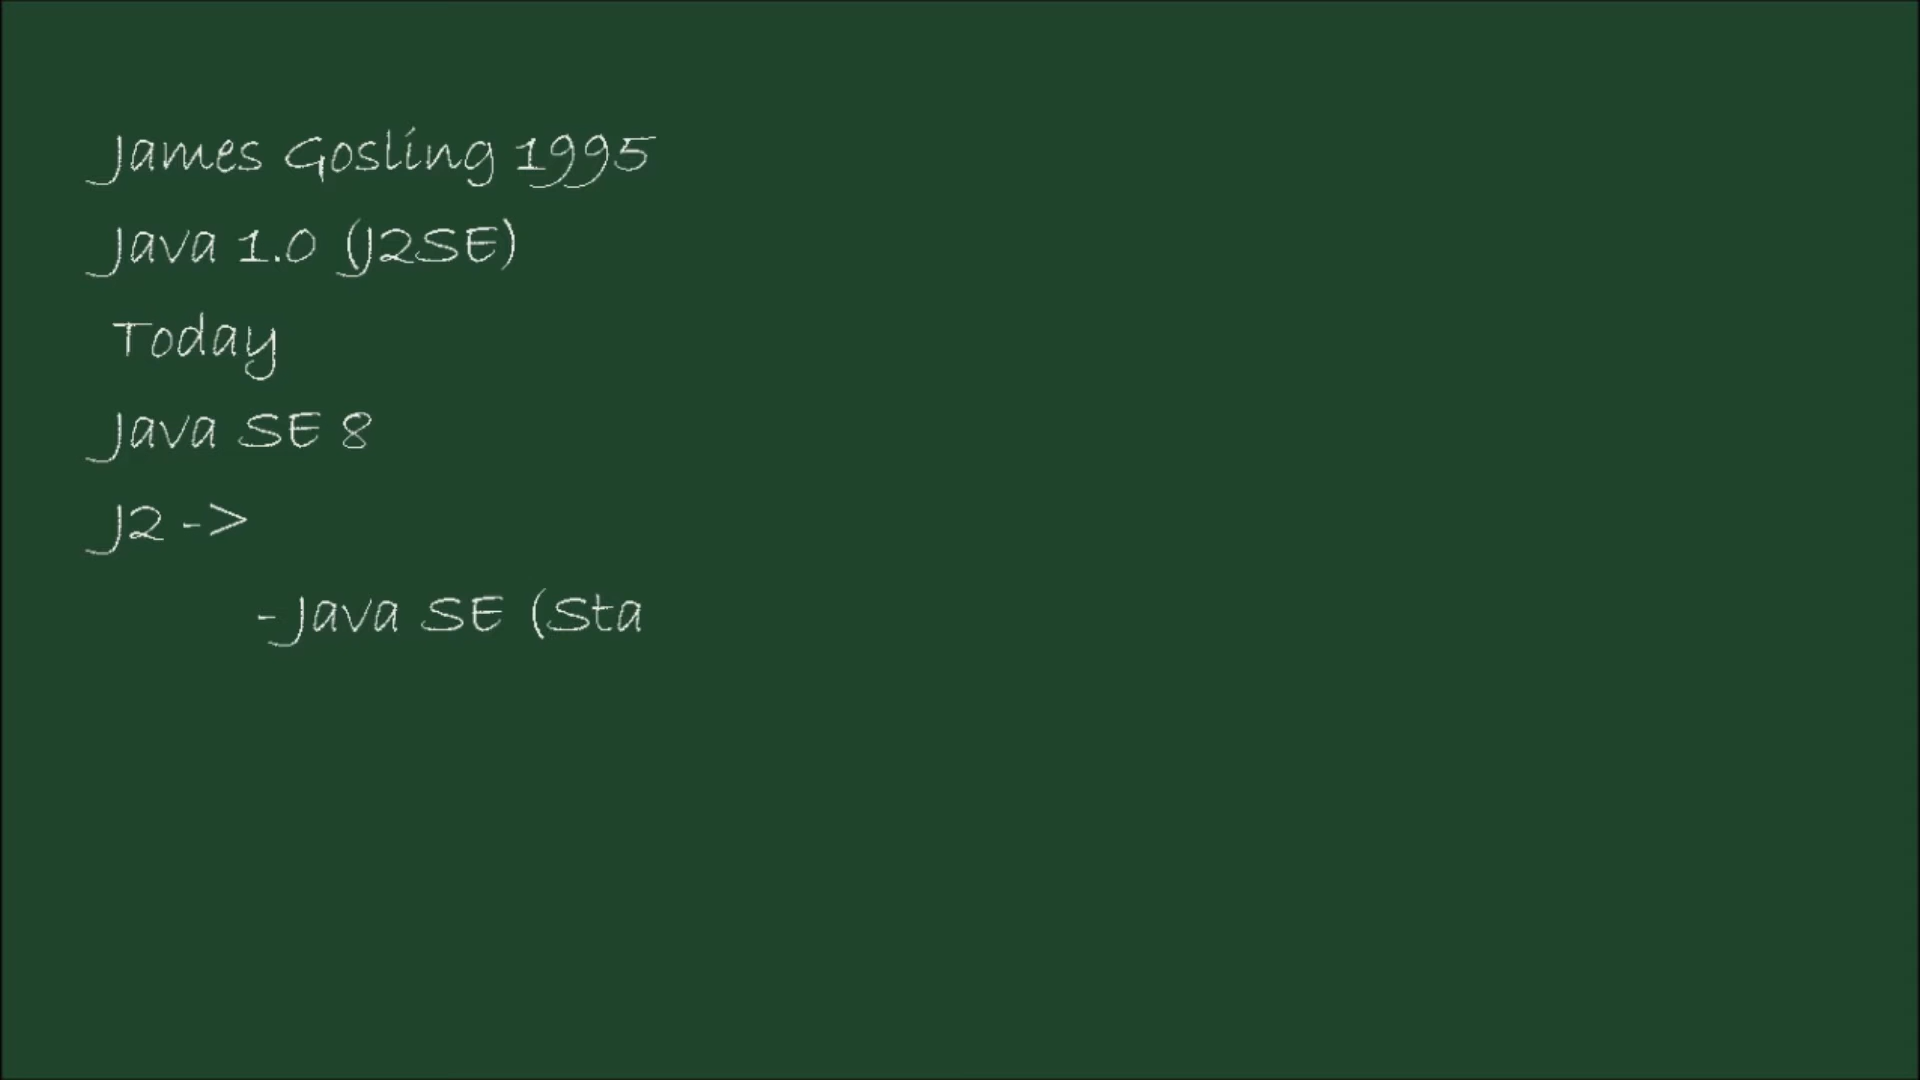 James Gosling 1995
Java 1.0 (J2SE)
Today
Java SE 8
J2 ->
-Java SE (Sta